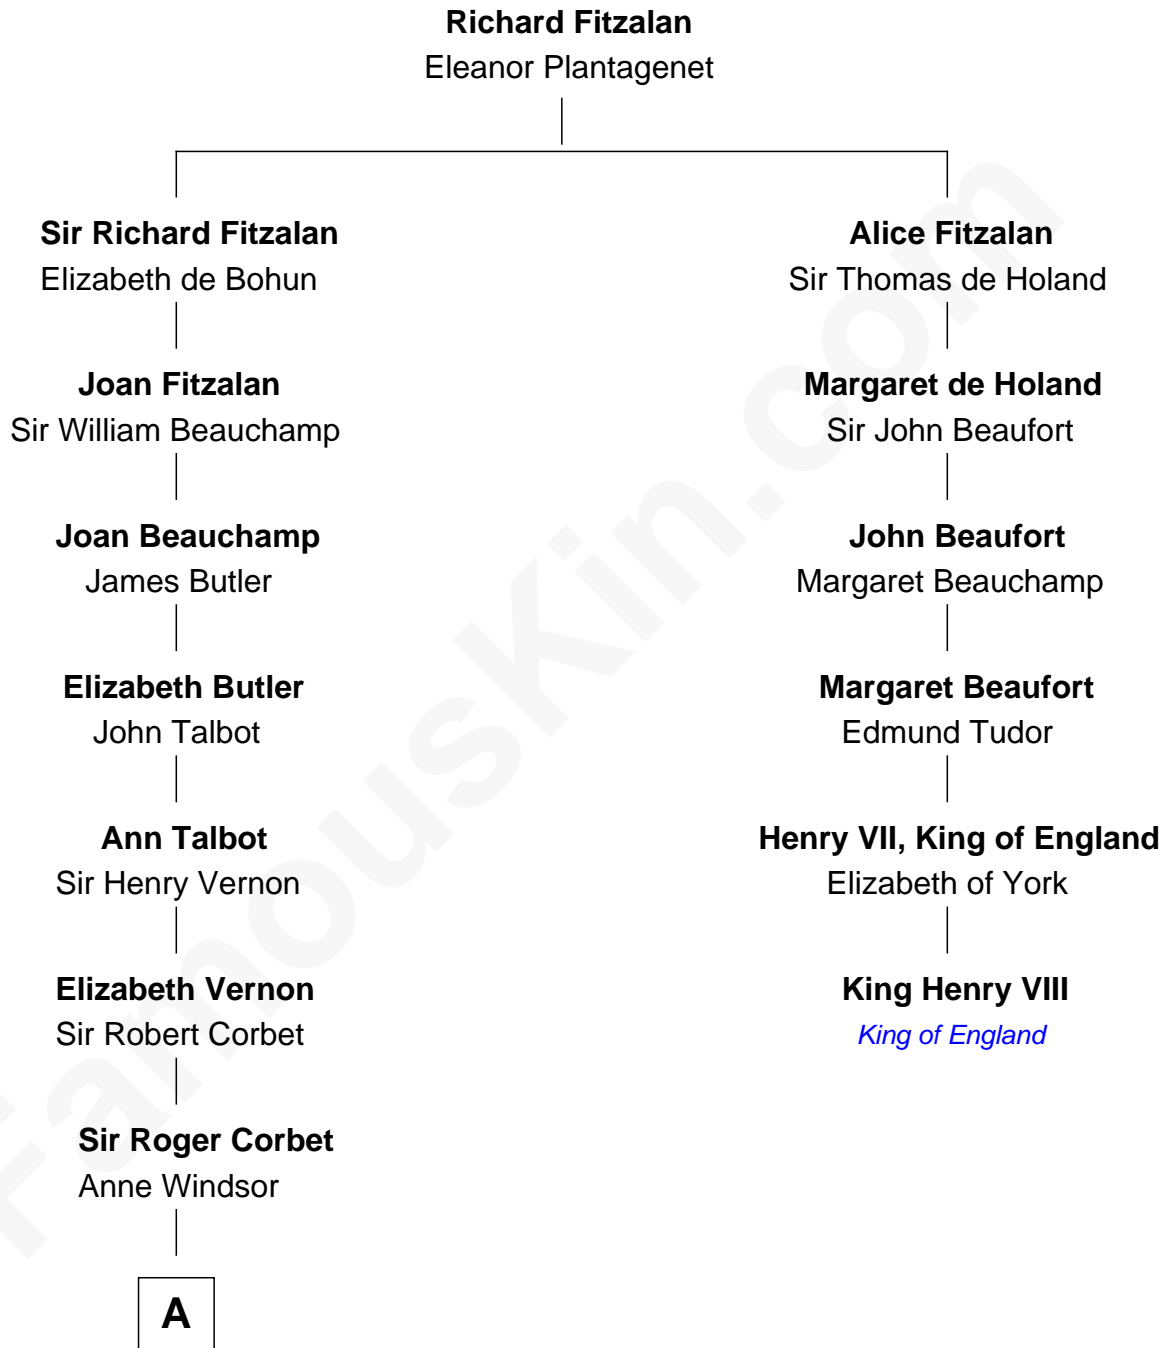 Richard Fitzalan
Eleanor Plantagenet
Sir Richard Fitzalan
Elizabeth de Bohun
Alice Fitzalan
Sir Thomas de Holand
Joan Fitzalan
Sir William Beauchamp
Margaret de Holand
Sir John Beaufort
Joan Beauchamp
James Butler
John Beaufort
Margaret Beauchamp
Elizabeth Butler
John Talbot
Margaret Beaufort
Edmund Tudor
Ann Talbot
Sir Henry Vernon
Henry VII, King of England
Elizabeth of York
Elizabeth Vernon
Sir Robert Corbet
King Henry VIII
King of England
Sir Roger Corbet
Anne Windsor
A
FamousKin.com